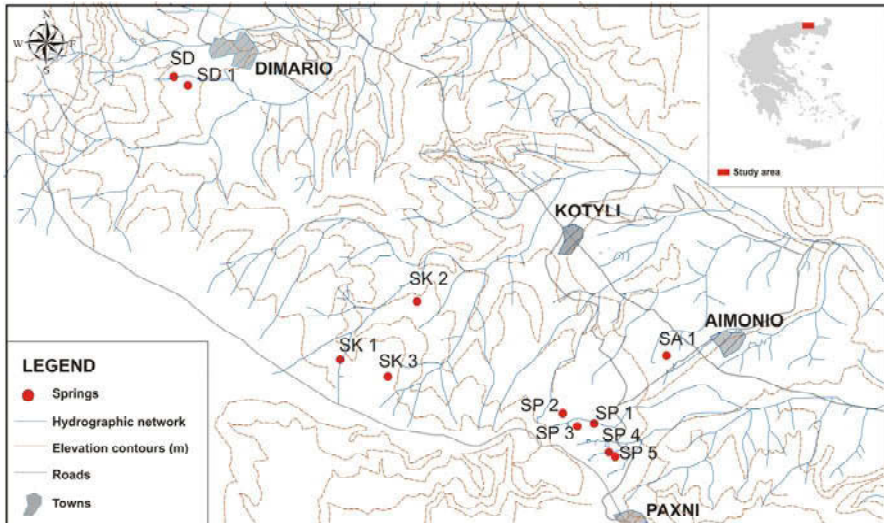 N
W
E
S
SD
SD 1
DIMARIO
Study area
KOTYLI
SK 2
AIMONIO
SK 1
SK 3
SA 1
SP 2
SP 1
SP 3
SP 4
SP 5
PAXNI
LEGEND
Springs
Hydrographic network
Elevation contours (m)
Roads
Towns